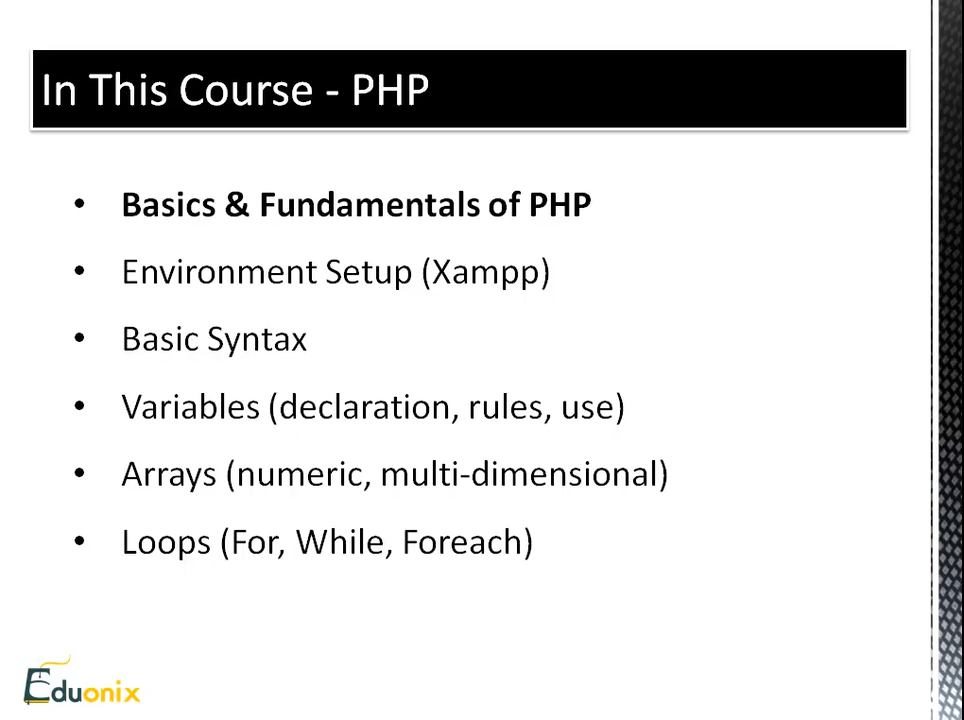 In This Course - PHP
• Basics & Fundamentals of PHP
• Environment Setup (Xampp)
• Basic Syntax
• Variables (declaration, rules, use)
• Arrays (numeric, multi-dimensional)
• Loops (For, While, Foreach)
Eduonix